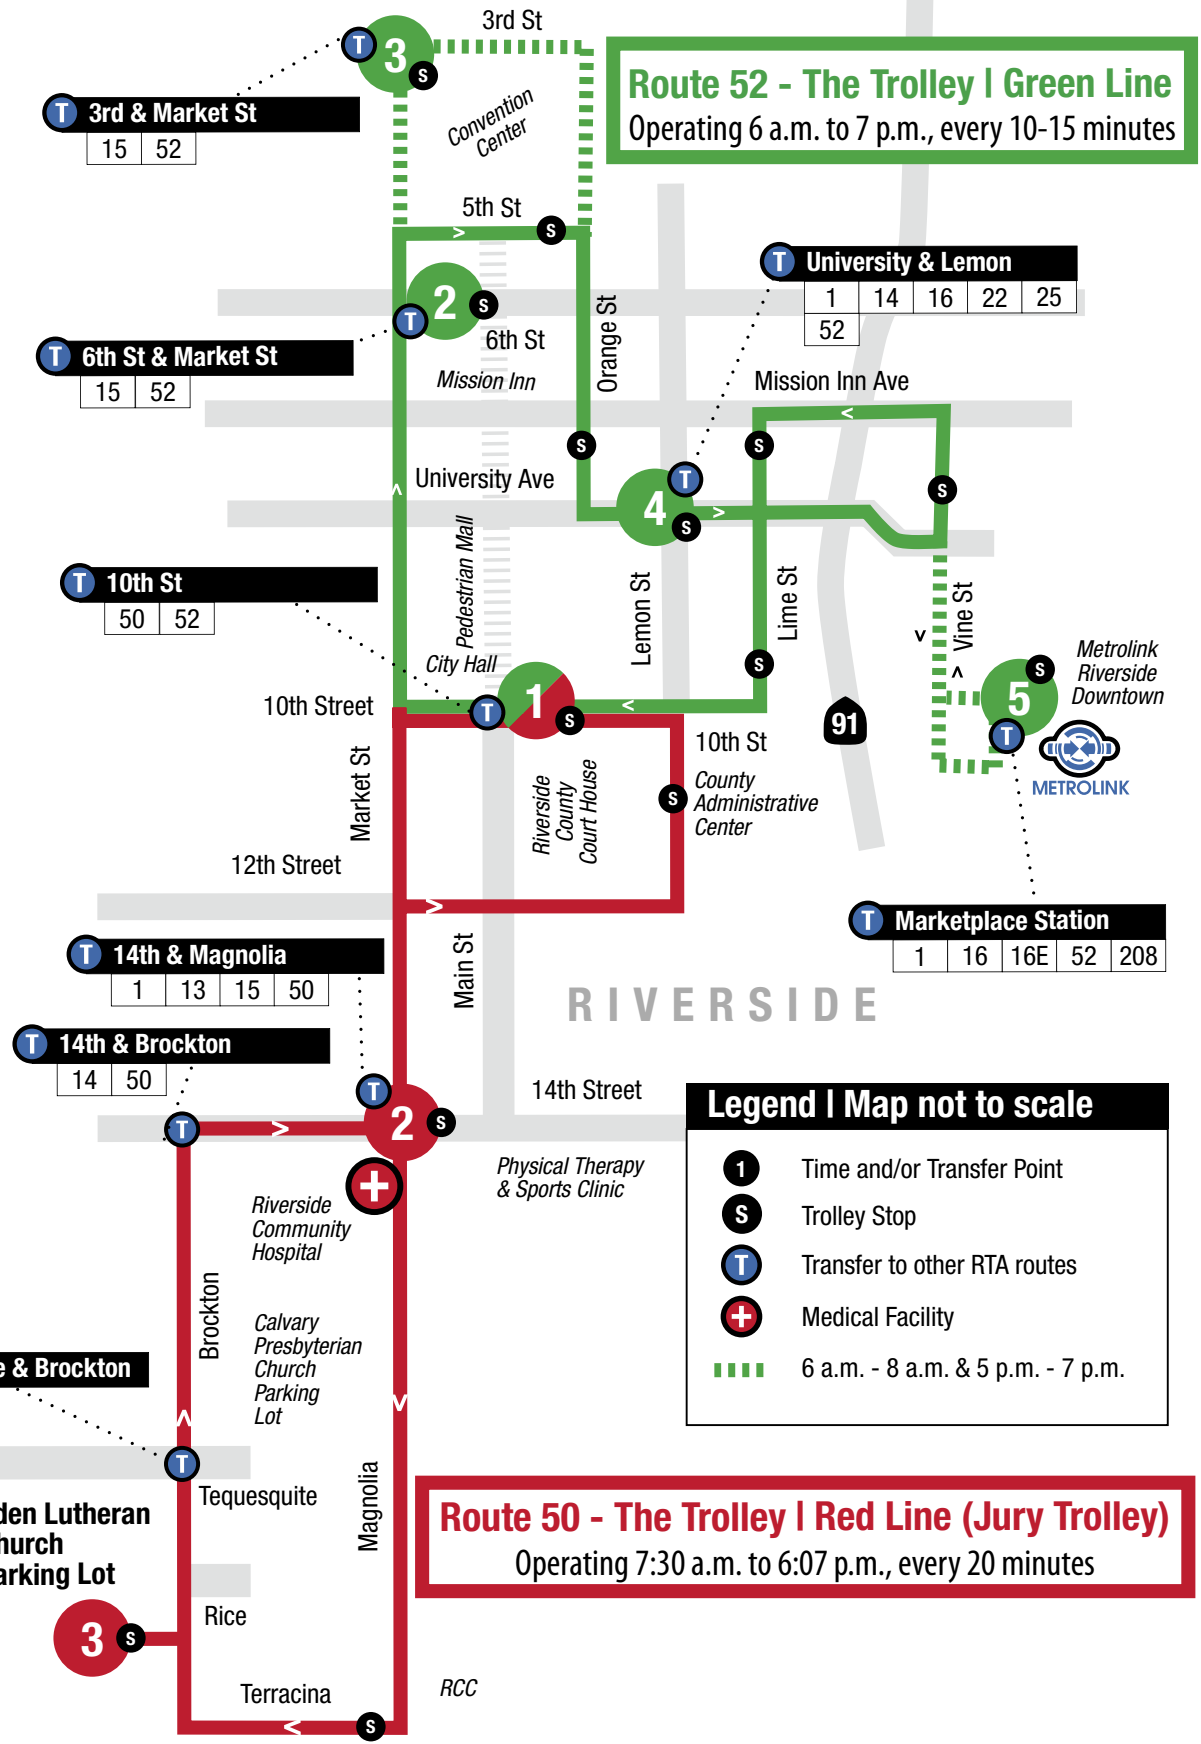 3rd St
T
3
S
Route 52 - The Trolley | Green Line
Operating 6 a.m. to 7 p.m., every 10-15 minutes
T 3rd & Market St
15 52
Convention
Center
5th St
>
S
T University & Lemon
1 14 16 22 25
52
2
S
T
6th St
Orange St
T 6th St & Market St
15 52
Mission Inn
Mission Inn Ave
<
S
S
University Ave
T
4
S
>
S
<
Pedestrian Mall
T 10th St
50 52
Lemon St
Lime St
Vine St
<
<
City Hall
S
5
S
T
Metrolink
Riverside
Downtown
METROLINK
10th Street
T
1
S
<
10th St
91
Market St
Riverside
County
Court House
S
County
Administrative
Center
12th Street
>
T Marketplace Station
1 16 16E 52 208
T 14th & Magnolia
1 13 15 50
Main St
RIVERSIDE
T 14th & Brockton
14 50
T
14th Street
T
>
2
S
Legend | Map not to scale
1 Time and/or Transfer Point
S Trolley Stop
T Transfer to other RTA routes
+ Medical Facility
6 a.m. - 8 a.m. & 5 p.m. - 7 p.m.
Physical Therapy
& Sports Clinic
+
Riverside
Community
Hospital
Brockton
Calvary
Presbyterian
Church
Parking
Lot
& Brockton
<
<
T
Tequesquite
Magnolia
Route 50 - The Trolley | Red Line (Jury Trolley)
Operating 7:30 a.m. to 6:07 p.m., every 20 minutes
Lutheran
Lot
Rice
3
S
Terracina
<
S
RCC